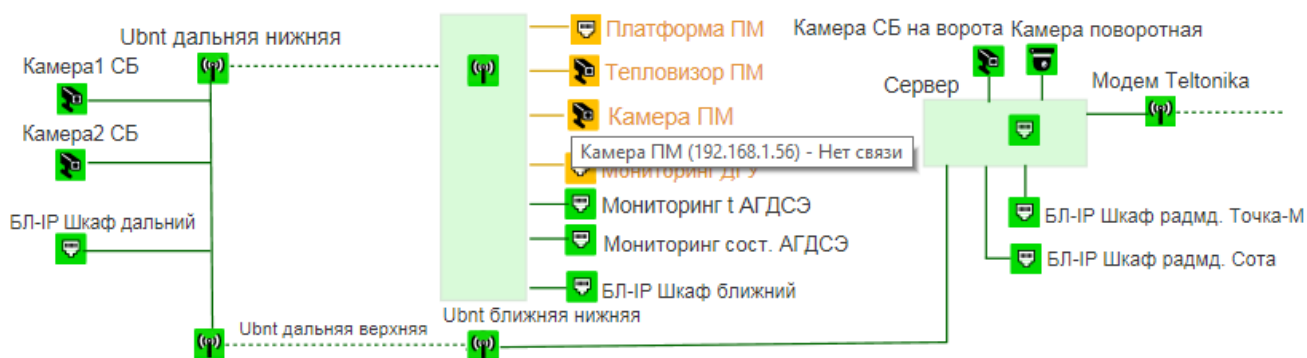 Ubnt дальняя нижняя
Камера1 СБ
Камера2 СБ
БЛ-IP Шкаф дальний
Ubnt дальняя верхняя
Платформа ПМ
Тепловизор ПМ
Камера ПМ
Камера ПМ (192.168.1.56) - Нет связи
Мониторинг ДГУ
Мониторинг t АГДСЭ
Мониторинг сост. АГДСЭ
БЛ-IP Шкаф ближний
Ubnt ближняя нижняя
Камера СБ на ворота
Камера поворотная
Сервер
Модем Teltonika
БЛ-IP Шкаф радмд. Точка-М
БЛ-IP Шкаф радмд. Сота